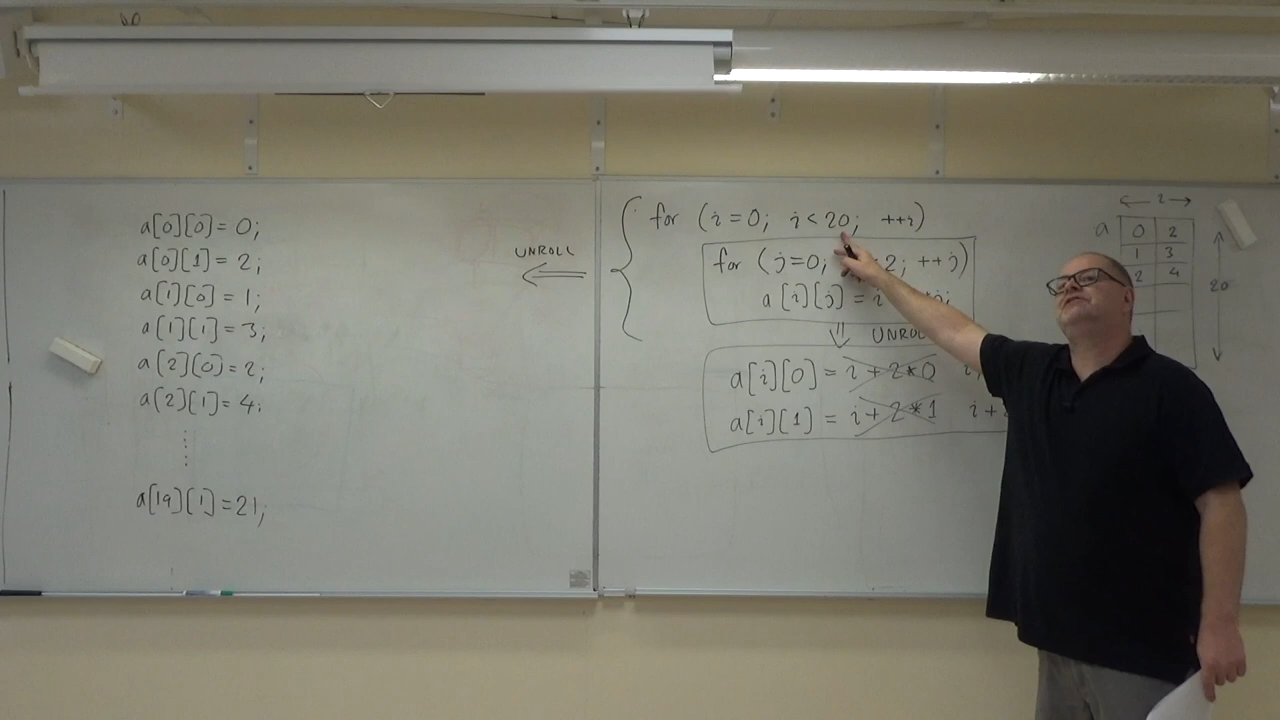 a[0][0] = 0;
a[0][1] = 2;
a[1][0] = 1;
a[1][1] = 3;
a[2][0] = 2;
a[2][1] = 4;
a[19][1] = 21;
UNROLL
for (i=0; i<20; ++i)
for (j=0; 2; ++j)
a[i][j] = i j;
UNROL
a[i][0] = i+2*0 i;
a[i][1] = i+2*1 i+
2
a 0 2
1 3
2 4
20